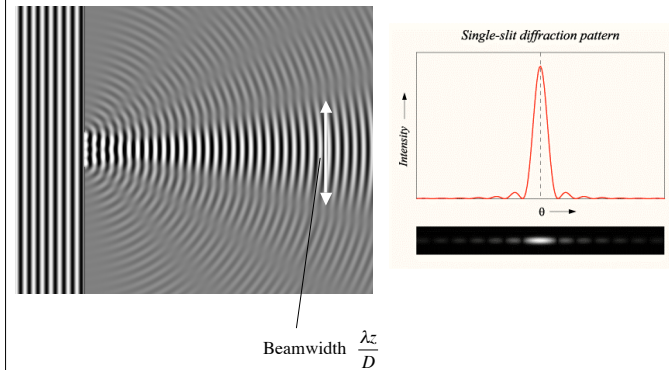 Single-slit diffraction pattern
Intensity
θ
Beamwidth λz/D